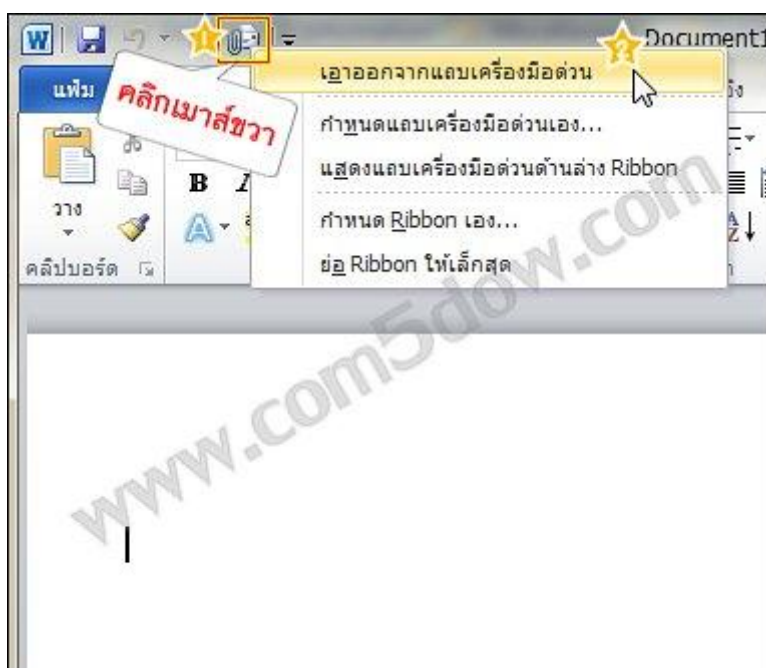 W
1
2
Document1
แฟ้ม
คลิกเมาส์ขวา
เอาออกจากแถบเครื่องมือด่วน
กำหนดแถบเครื่องมือด่วนเอง...
แสดงแถบเครื่องมือด่วนด้านล่าง Ribbon
กำหนด Ribbon เอง...
ย่อ Ribbon ให้เล็กสุด
B I
วาง
คลิปบอร์ด
www.com5dow.com